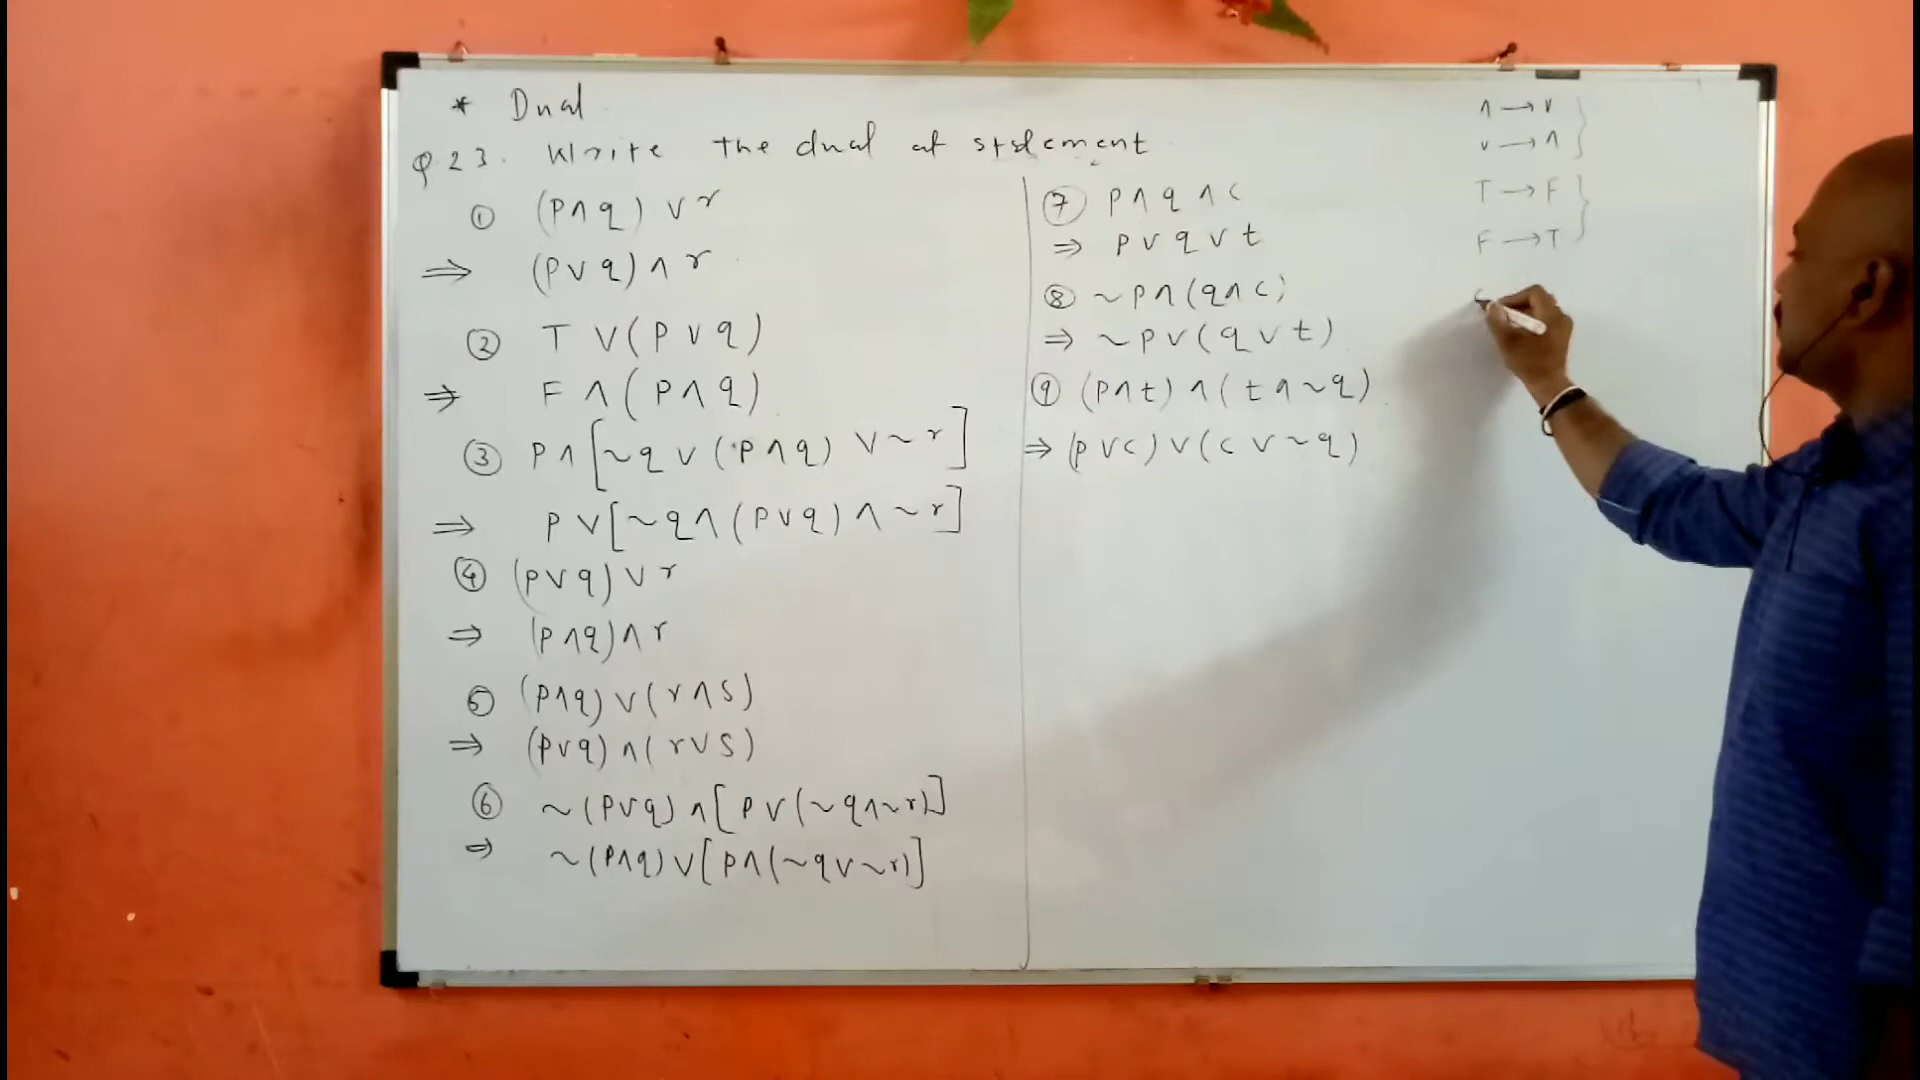 * Dual
Q.23. Write the dual of statement
① (p∧q) ∨ r
⇒ (p∨q) ∧ r
② T ∨ (p ∨ q)
⇒ F ∧ (p ∧ q)
③ p ∧ [~q ∨ (p ∧ q) ∨ ~r]
⇒ p ∨ [~q ∧ (p ∨ q) ∧ ~r]
④ (p ∨ q) ∨ r
⇒ (p ∧ q) ∧ r
⑤ (p∧q) ∨ (r ∧ s)
⇒ (p∨q) ∧ (r ∨ s)
⑥ ~(p∨q) ∧ [p ∨ (~q ∧ ~r)]
⇒ ~(p∧q) ∨ [p ∧ (~q ∨ ~r)]
⑦ p ∧ q ∧ c
⇒ p ∨ q ∨ t
⑧ ~p ∧ (q ∧ c)
⇒ ~p ∨ (q ∨ t)
⑨ (p∧t) ∧ (t ∧ ~q)
⇒ (p ∨ c) ∨ (c ∨ ~q)
∧ → ∨
∨ → ∧
T → F
F → T